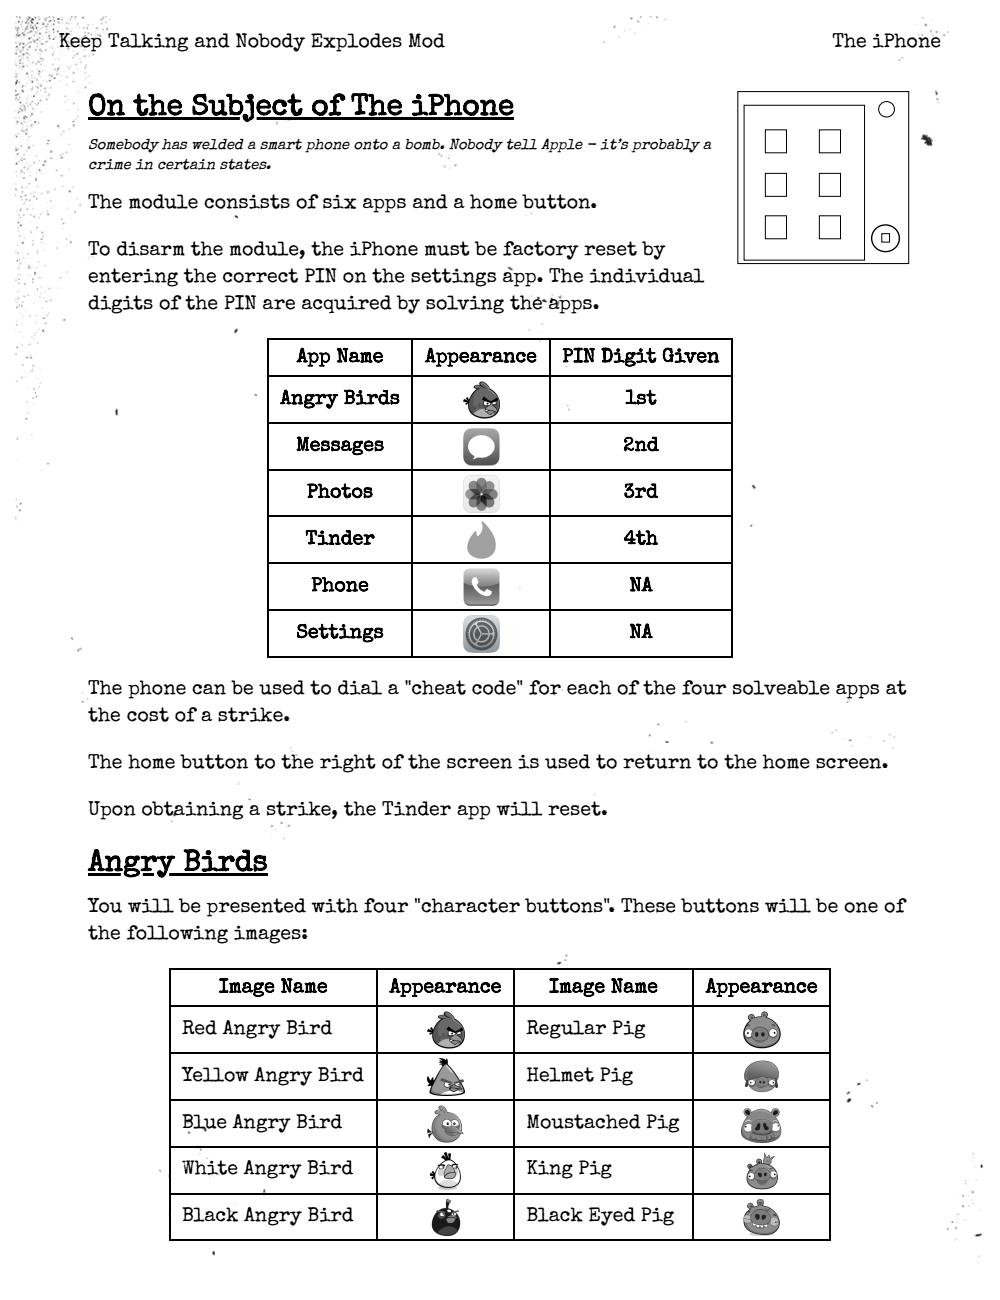 Keep Talking and Nobody Explodes Mod
The iPhone
On the Subject of The iPhone
Somebody has welded a smart phone onto a bomb. Nobody tell Apple – it's probably a
crime in certain states.
The module consists of six apps and a home button.
To disarm the module, the iPhone must be factory reset by
entering the correct PIN on the settings app. The individual
digits of the PIN are acquired by solving the apps.
App Name Appearance PIN Digit Given
Angry Birds 1st
Messages 2nd
Photos 3rd
Tinder 4th
Phone NA
Settings NA
The phone can be used to dial a "cheat code" for each of the four solveable apps at
the cost of a strike.
The home button to the right of the screen is used to return to the home screen.
Upon obtaining a strike, the Tinder app will reset.
Angry Birds
You will be presented with four "character buttons". These buttons will be one of
the following images:
Image Name Appearance Image Name Appearance
Red Angry Bird Regular Pig
Yellow Angry Bird Helmet Pig
Blue Angry Bird Moustached Pig
White Angry Bird King Pig
Black Angry Bird Black Eyed Pig